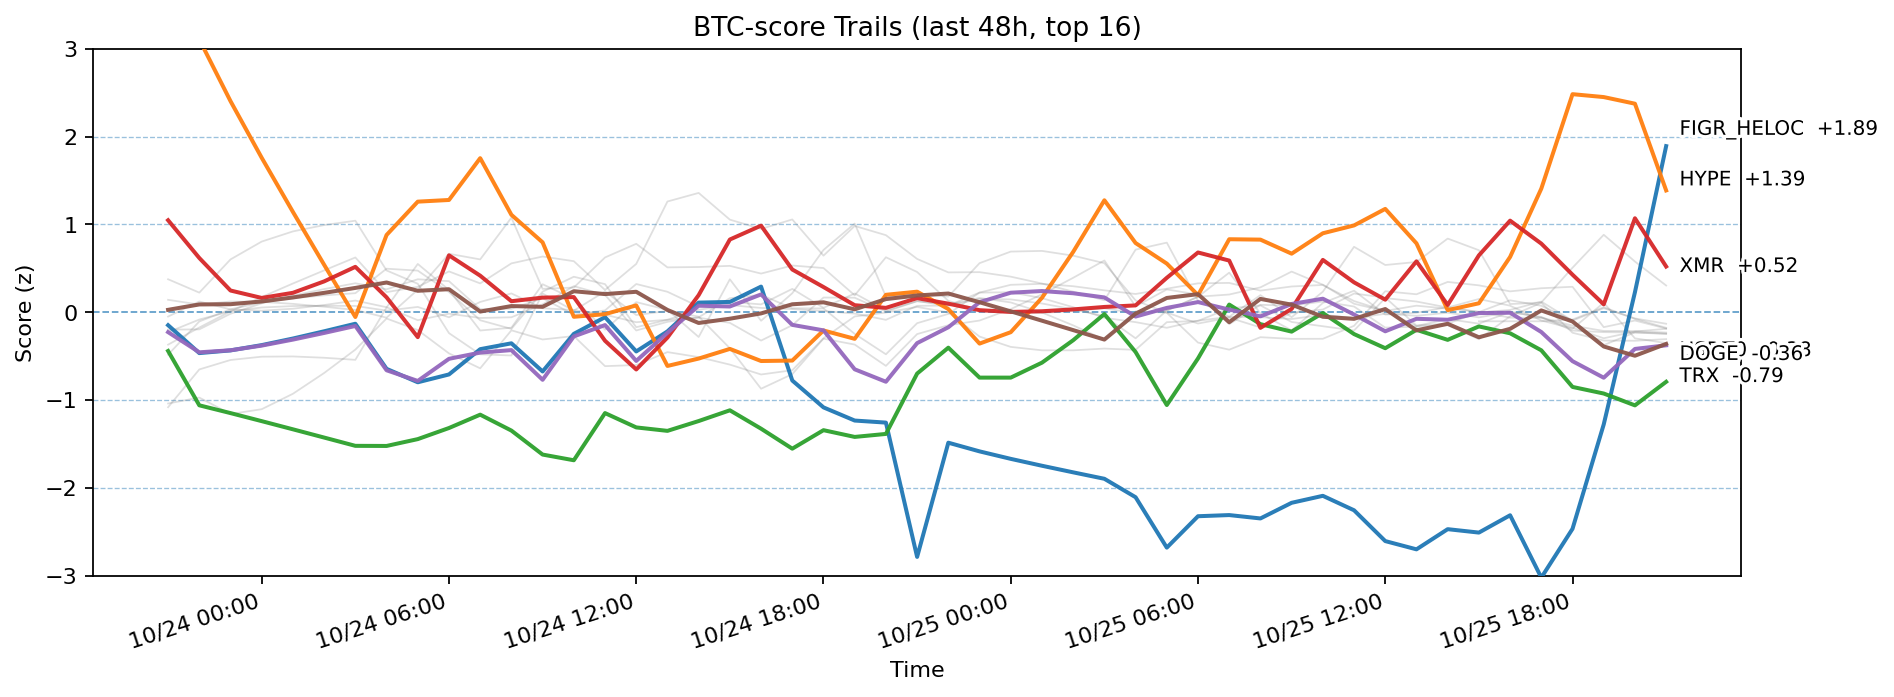 BTC-score Trails (last 48h, top 16)
Score (z)
3
2
1
0
−1
−2
−3
FIGR_HELOC +1.89
HYPE +1.39
XMR +0.52
DOGE -0.36
TRX -0.79
10/24 00:00
10/24 06:00
10/24 12:00
10/24 18:00
10/25 00:00
10/25 06:00
10/25 12:00
10/25 18:00
Time